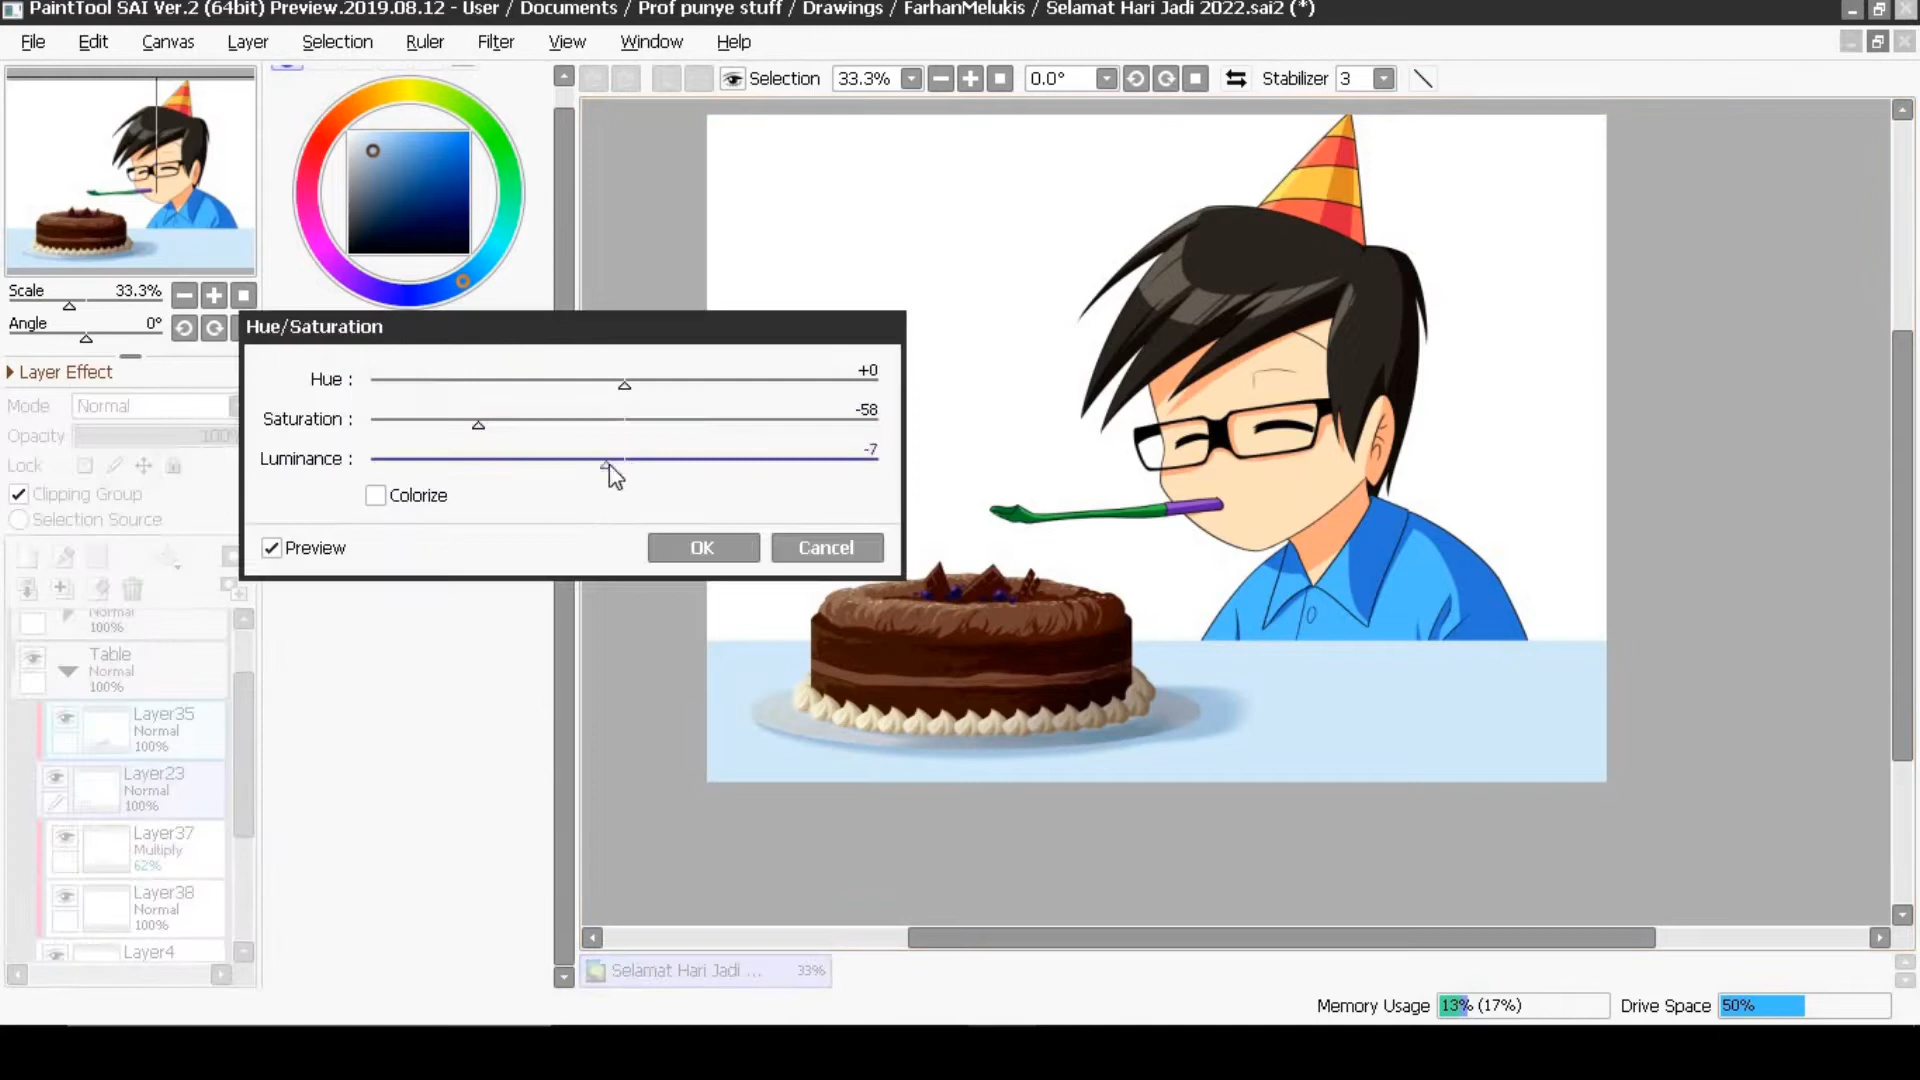 PaintTool SAI Ver.2 (64bit) Preview.2019.08.12 - User / Documents / Prof punye stuff / Drawings / FarhanMelukis / Selamat Hari Jadi 2022.sai2 (*)
File Edit Canvas Layer Selection Ruler Filter View Window Help
Selection 33.3% 0.0° Stabilizer 3
Scale 33.3%
Angle 0°
Layer Effect
Mode Normal
Opacity 100%
Lock
Clipping Group
Selection Source
Hue/Saturation
Hue : +0
Saturation : -58
Luminance : -7
Colorize
Preview OK Cancel
Normal
100%
Table
Normal
100%
Layer35
Normal
100%
Layer23
Normal
100%
Layer37
Multiply
62%
Layer38
Normal
100%
Layer4
Selamat Hari Jadi ... 33%
Memory Usage 13% (17%) Drive Space 50%